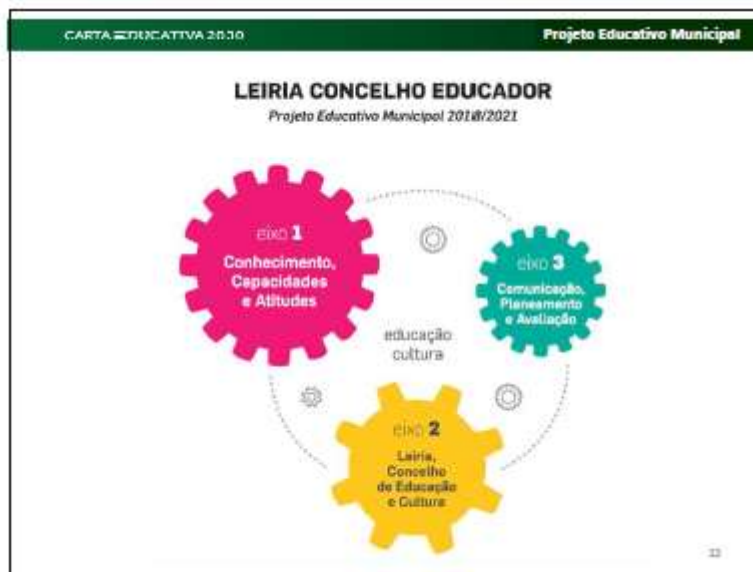 CARTA EDUCATIVA 2030
Projeto Educativo Municipal
LEIRIA CONCELHO EDUCADOR
Projeto Educativo Municipal 2018/2021
eixo 1
Conhecimento,
Capacidades
e Atitudes
eixo 3
Comunicação,
Planeamento
e Avaliação
educação
cultura
eixo 2
Leiria,
Concelho
de Educação
e Cultura